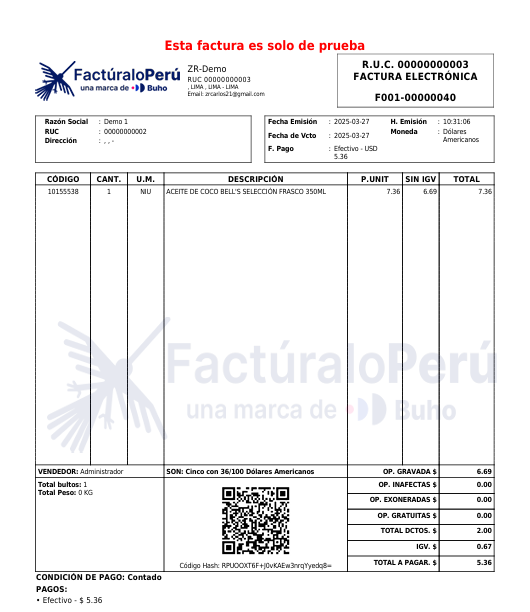 Esta factura es solo de prueba
FactúraloPerú
una marca de Buho
ZR-Demo
RUC 00000000003
, LIMA , LIMA - LIMA
Email: zrcarlos21@gmail.com
R.U.C. 00000000003
FACTURA ELECTRÓNICA
F001-00000040
Razón Social : Demo 1
RUC : 00000000002
Dirección : , , -
Fecha Emisión : 2025-03-27 H. Emisión : 10:31:06
Fecha de Vcto : 2025-03-27 Moneda : Dólares Americanos
F. Pago : Efectivo - USD 5.36
CÓDIGO CANT. U.M. DESCRIPCIÓN P.UNIT SIN IGV TOTAL
10155538 1 NIU ACEITE DE COCO BELL'S SELECCIÓN FRASCO 350ML 7.36 6.69 7.36
FactúraloPerú
una marca de Buho
VENDEDOR: Administrador SON: Cinco con 36/100 Dólares Americanos OP. GRAVADA $ 6.69
Total bultos: 1
Total Peso: 0 KG
OP. INAFECTAS $ 0.00
OP. EXONERADAS $ 0.00
OP. GRATUITAS $ 0.00
TOTAL DCTOS. $ 2.00
IGV. $ 0.67
TOTAL A PAGAR. $ 5.36
Código Hash: RPUOOXT6F+J0vKAEw3nrqYyedq8=
CONDICIÓN DE PAGO: Contado
PAGOS:
• Efectivo - $ 5.36